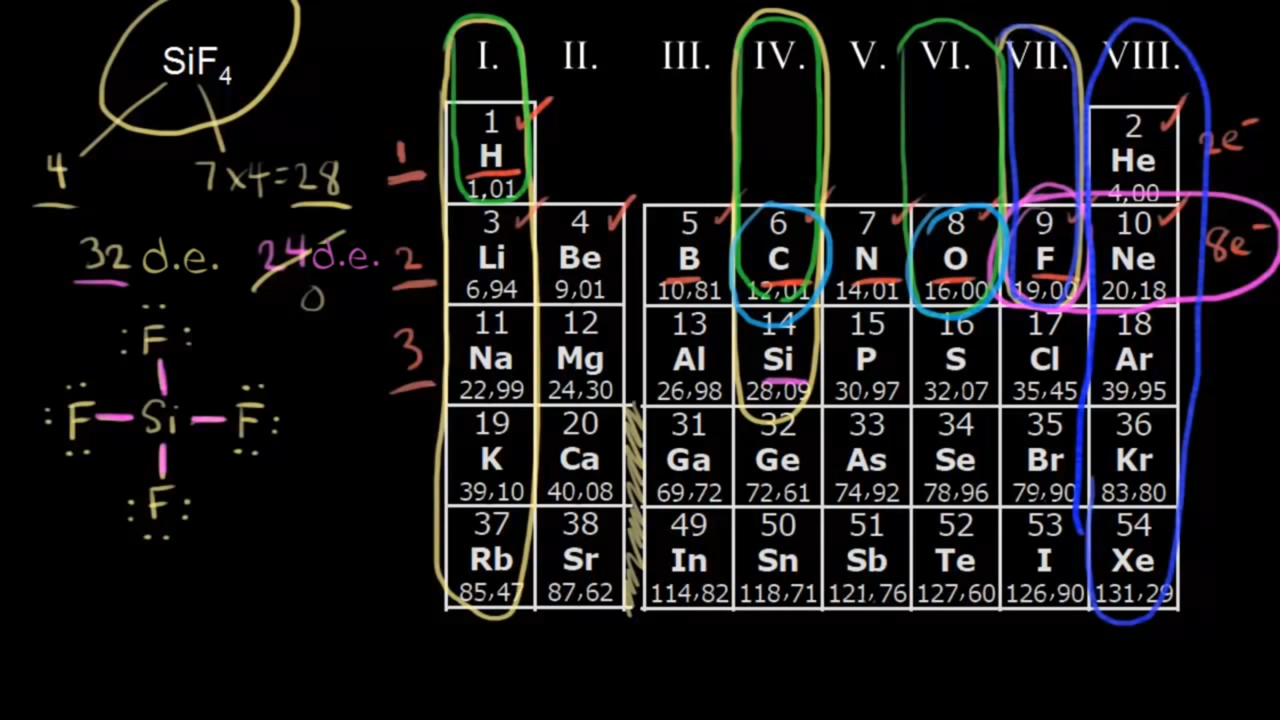 SiF₄
4
7×4=28
32 d.e. 24 d.e.
0
F
F Si F
F
1
2
3
I. II. III. IV. V. VI. VII. VIII.
1 2
H He 2e⁻
1,01 4,00
3 4 5 6 7 8 9 10
Li Be B C N O F Ne 8e⁻
6,94 9,01 10,81 12,01 14,01 16,00 19,00 20,18
11 12 13 14 15 16 17 18
Na Mg Al Si P S Cl Ar
22,99 24,30 26,98 28,09 30,97 32,07 35,45 39,95
19 20 31 32 33 34 35 36
K Ca Ga Ge As Se Br Kr
39,10 40,08 69,72 72,61 74,92 78,96 79,90 83,80
37 38 49 50 51 52 53 54
Rb Sr In Sn Sb Te I Xe
85,47 87,62 114,82 118,71 121,76 127,60 126,90 131,29